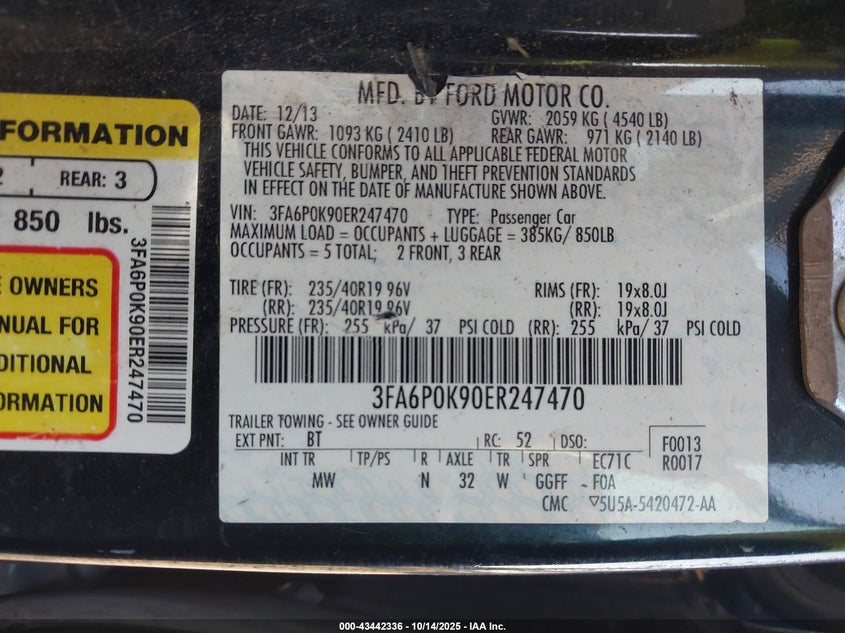 FORMATION
2 REAR: 3
850 lbs.
3FA6P0K90ER247470
OWNERS
NUAL FOR
DITIONAL
ORMATION
MFD. BY FORD MOTOR CO.
DATE: 12/13 GVWR: 2059 KG ( 4540 LB)
FRONT GAWR: 1093 KG ( 2410 LB) REAR GAWR: 971 KG ( 2140 LB)
THIS VEHICLE CONFORMS TO ALL APPLICABLE FEDERAL MOTOR
VEHICLE SAFETY, BUMPER, AND THEFT PREVENTION STANDARDS
IN EFFECT ON THE DATE OF MANUFACTURE SHOWN ABOVE.
VIN: 3FA6P0K90ER247470 TYPE: Passenger Car
MAXIMUM LOAD = OCCUPANTS + LUGGAGE = 385KG/ 850LB
OCCUPANTS = 5 TOTAL; 2 FRONT, 3 REAR
TIRE (FR): 235/40R19 96V RIMS (FR): 19x8.0J
(RR): 235/40R19 96V (RR): 19x8.0J
PRESSURE (FR): 255 kPa/ 37 PSI COLD (RR): 255 kPa/ 37 PSI COLD
3FA6P0K90ER247470
TRAILER TOWING - SEE OWNER GUIDE
EXT PNT: BT RC: 52 DSO: F0013
INT TR TP/PS R AXLE TR SPR EC71C R0017
MW N 32 W GGFF FOA
CMC 5U5A-5420472-AA
000-43442336 | 10/14/2025 - IAA Inc.